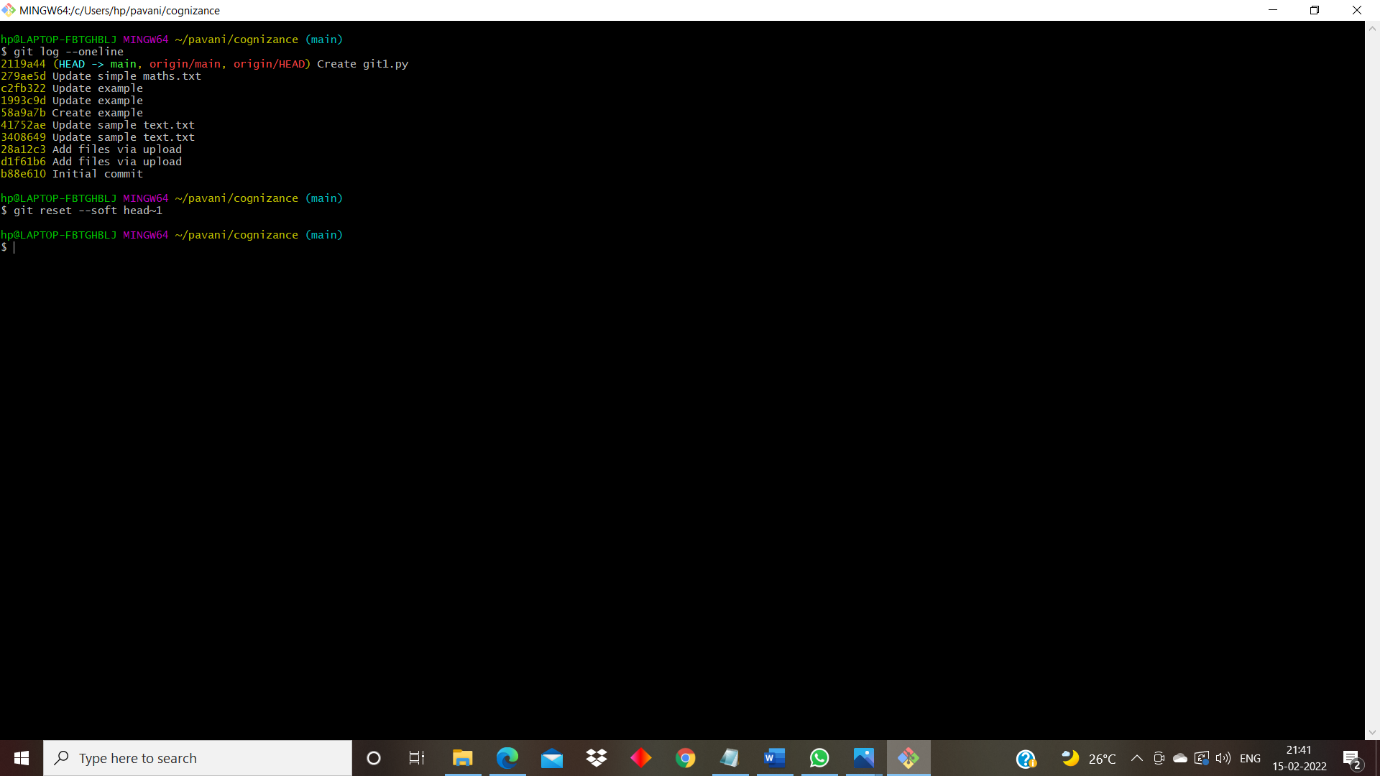 MINGW64:/c/Users/hp/pavani/cognizance
hp@LAPTOP-FBTGHBLJ MINGW64 ~/pavani/cognizance (main)
$ git log --oneline
2119a44 (HEAD -> main, origin/main, origin/HEAD) Create git1.py
279ae5d Update simple maths.txt
c2fb322 Update example
1993c9d Update example
58a9a7b Create example
41752ae Update sample text.txt
3408649 Update sample text.txt
28a12c3 Add files via upload
d1f61b6 Add files via upload
b88e610 Initial commit
hp@LAPTOP-FBTGHBLJ MINGW64 ~/pavani/cognizance (main)
$ git reset --soft head~1
hp@LAPTOP-FBTGHBLJ MINGW64 ~/pavani/cognizance (main)
$
Type here to search
26°C
ENG
21:41
15-02-2022
2